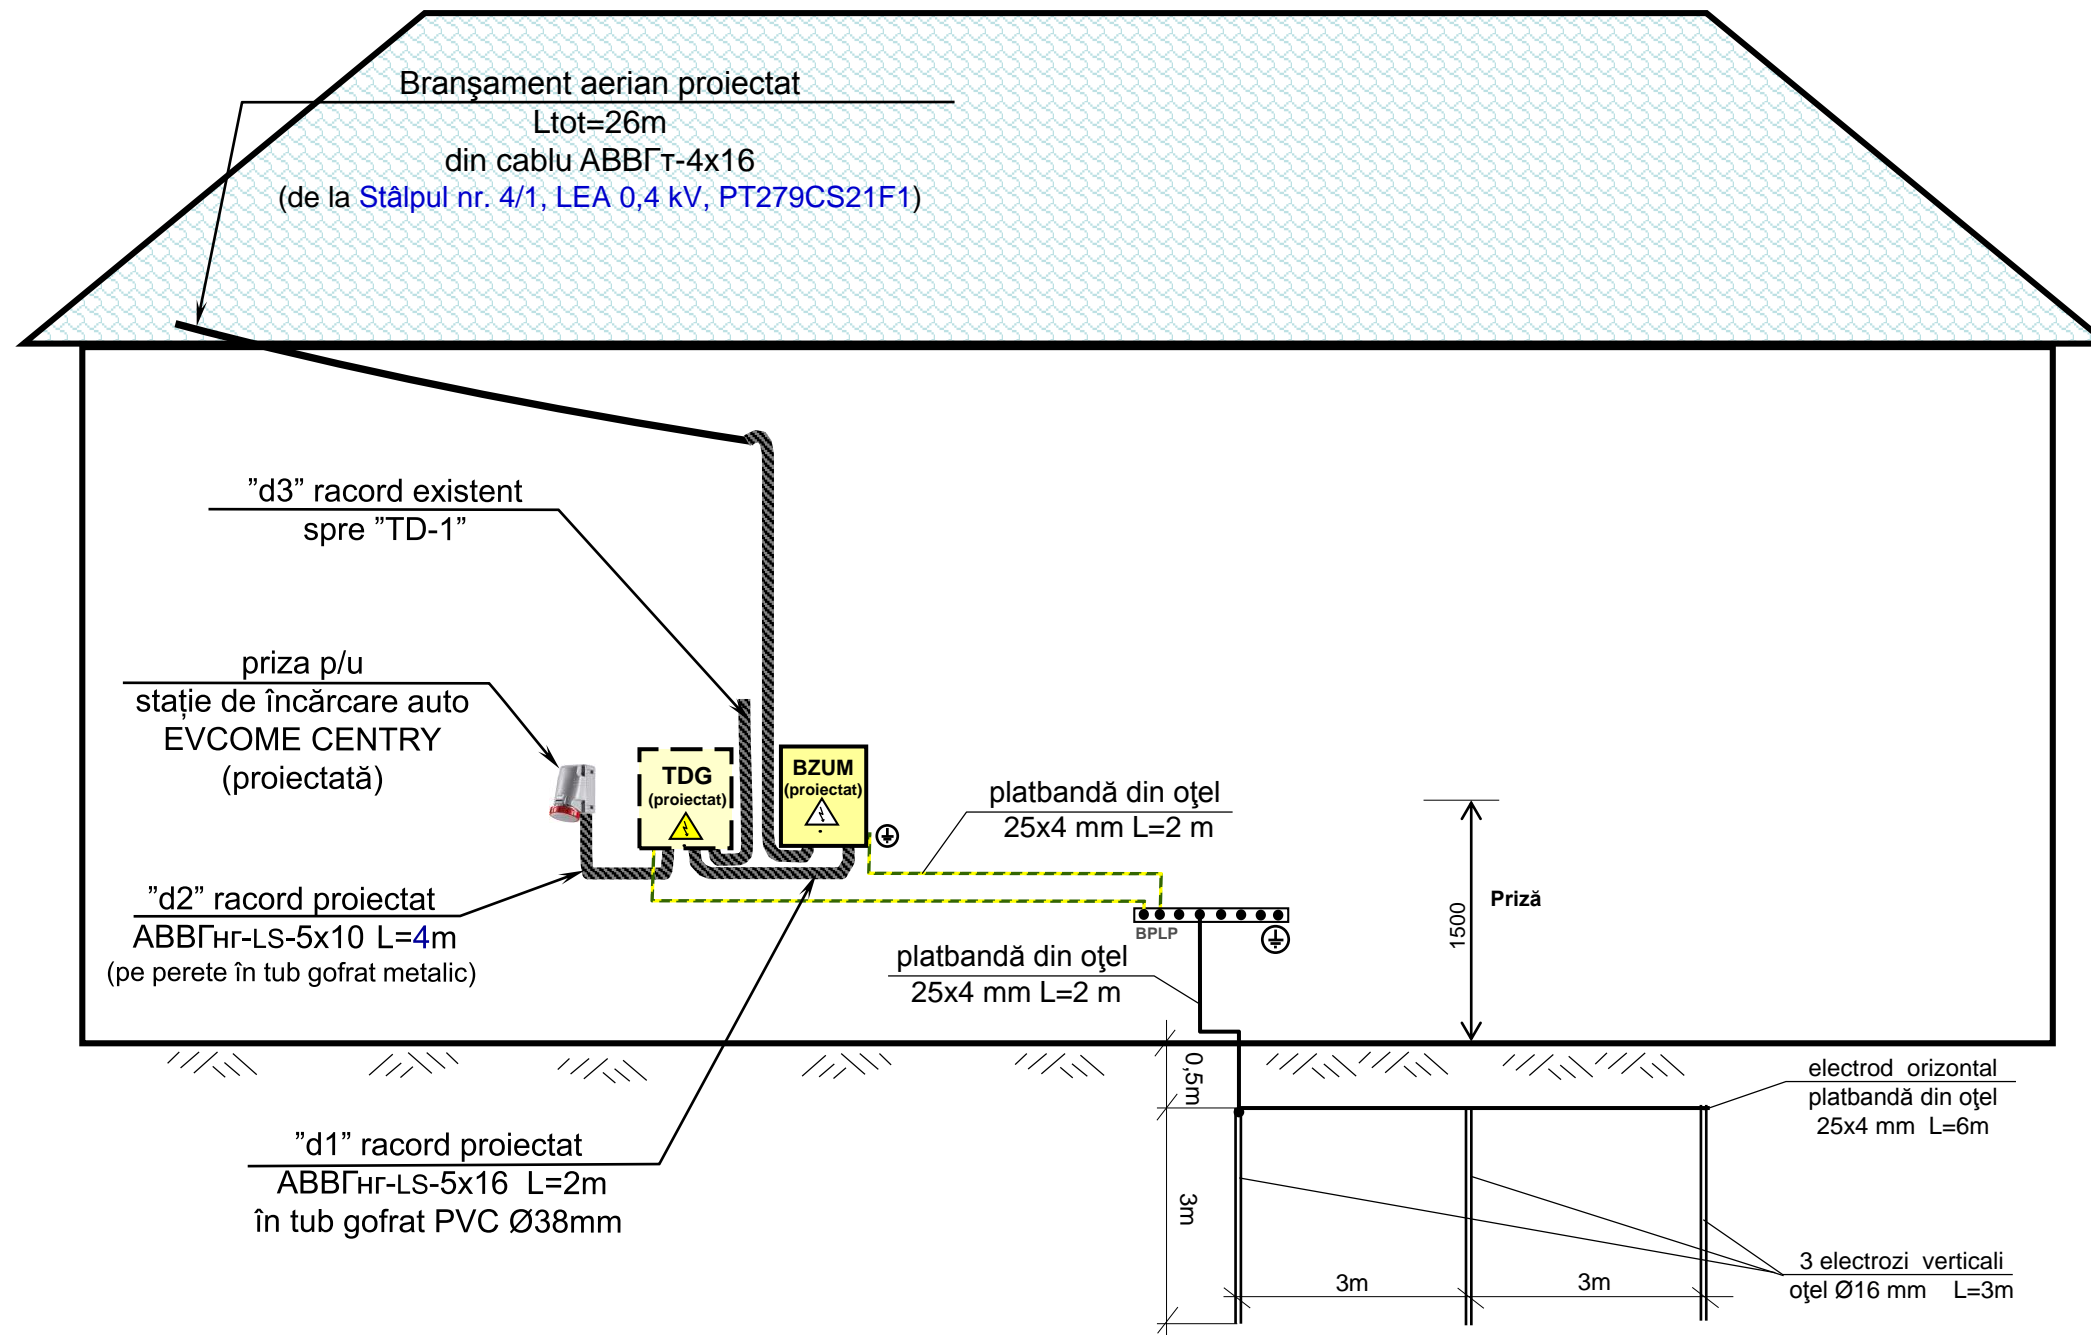 Branşament aerian proiectat
Ltot=26m
din cablu АВВГт-4x16
(de la Stâlpul nr. 4/1, LEA 0,4 kV, PT279CS21F1)
”d3” racord existent
spre ”TD-1”
priza p/u
stație de încărcare auto
EVCOME CENTRY
(proiectată)
TDG
(proiectat)
BZUM
(proiectat)
platbandă din oţel
25x4 mm L=2 m
”d2” racord proiectat
АВВГнг-LS-5x10 L=4m
(pe perete în tub gofrat metalic)
BPLP
Priză
1500
platbandă din oţel
25x4 mm L=2 m
0,5m
electrod orizontal
platbandă din oţel
25x4 mm L=6m
”d1” racord proiectat
АВВГнг-LS-5x16 L=2m
în tub gofrat PVC Ø38mm
3m
3m
3m
3 electrozi verticali
oţel Ø16 mm L=3m